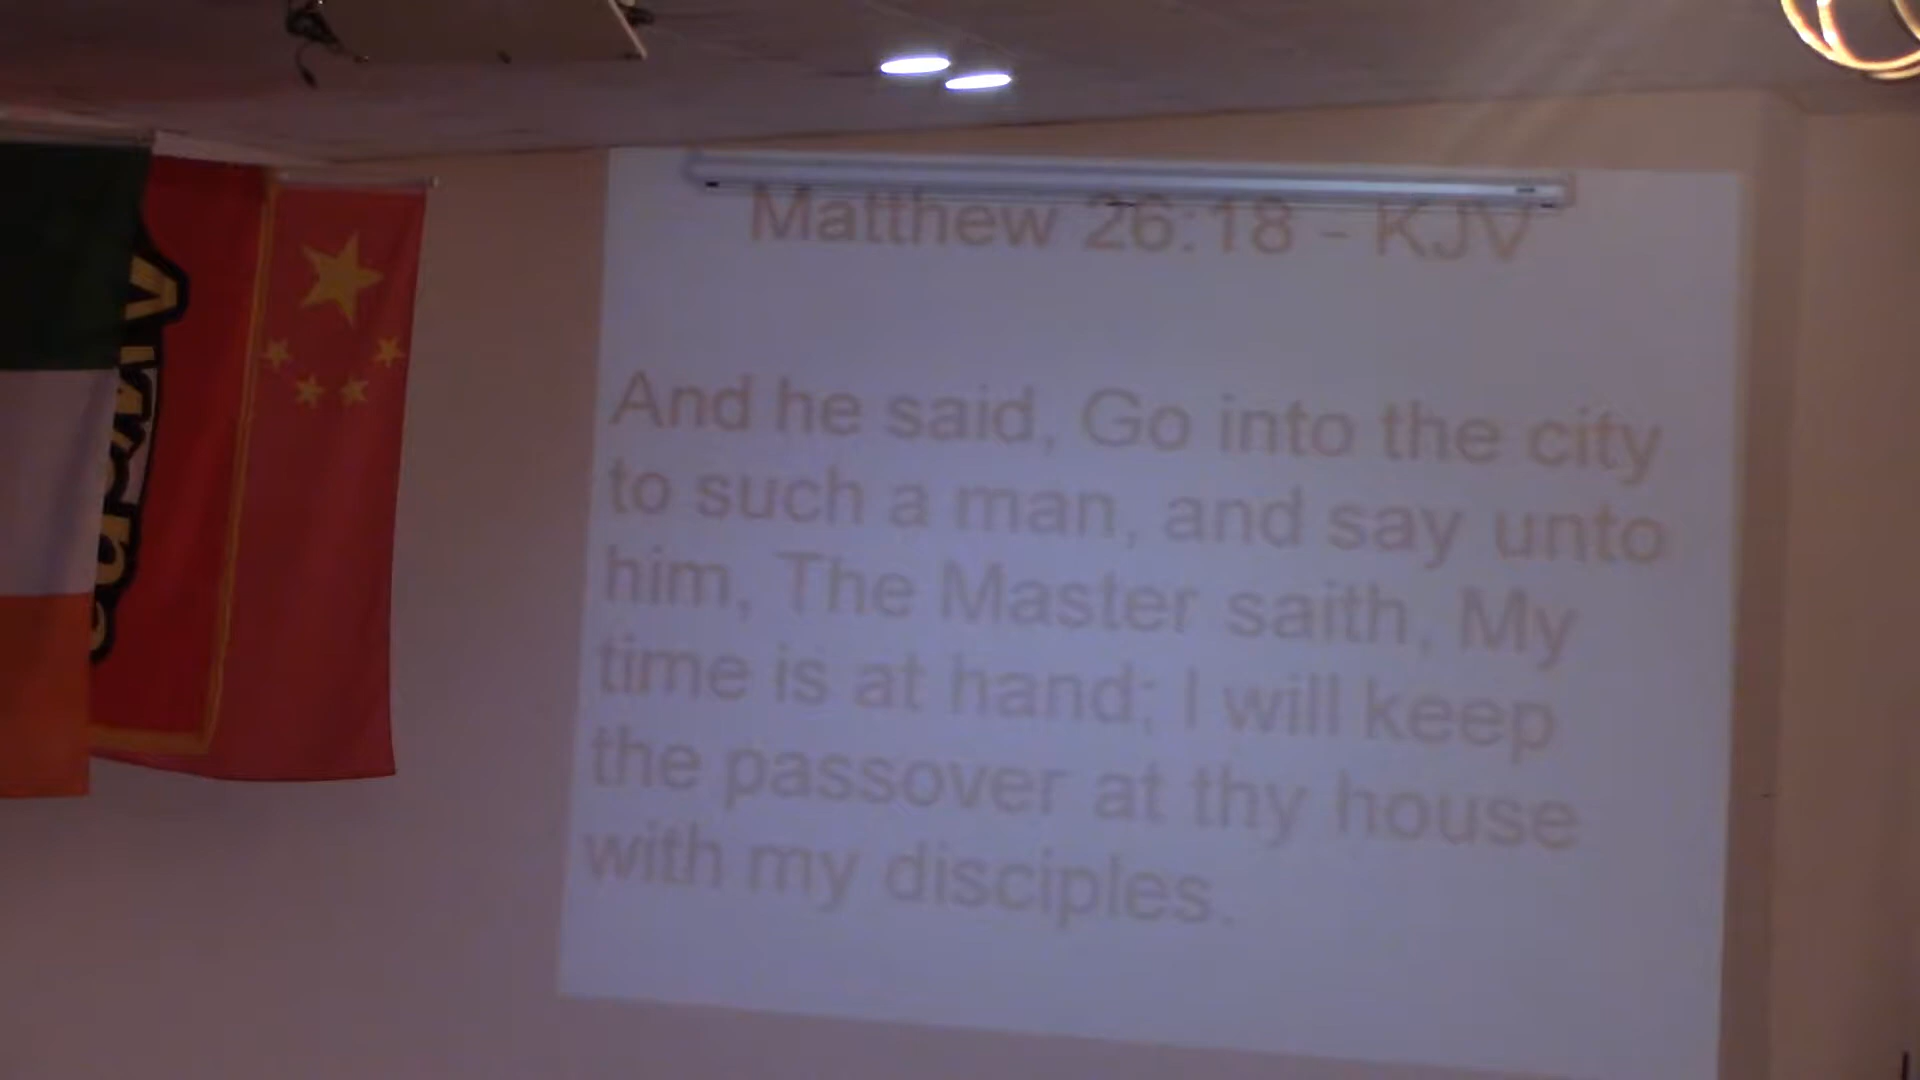 Matthew 26:18 - KJV
And he said, Go into the city
to such a man, and say unto
him, The Master saith, My
time is at hand; I will keep
the passover at thy house
with my disciples.